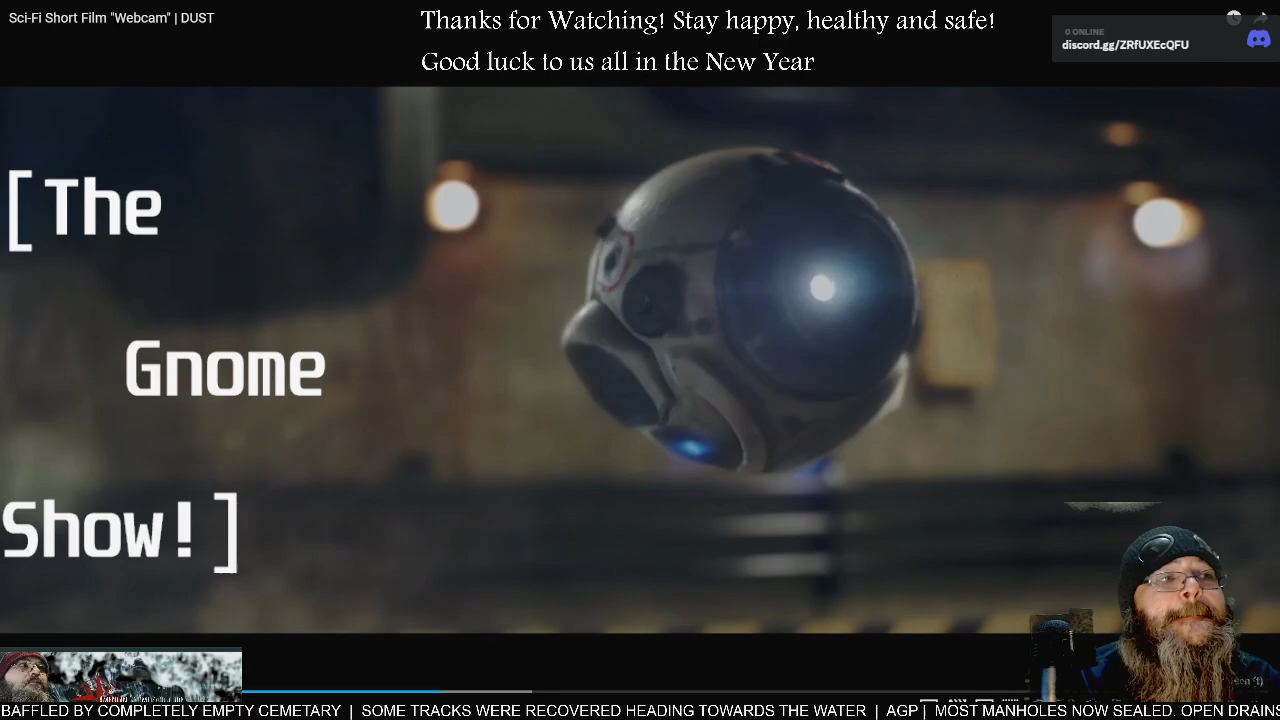 Sci-Fi Short Film "Webcam" | DUST
Thanks for Watching! Stay happy, healthy and safe!
Good luck to us all in the New Year
0 ONLINE
discord.gg/ZRfUXEcQFU
[The
Gnome
Show!]
BAFFLED BY COMPLETELY EMPTY CEMETARY | SOME TRACKS WERE RECOVERED HEADING TOWARDS THE WATER | AGP | MOST MANHOLES NOW SEALED. OPEN DRAINS